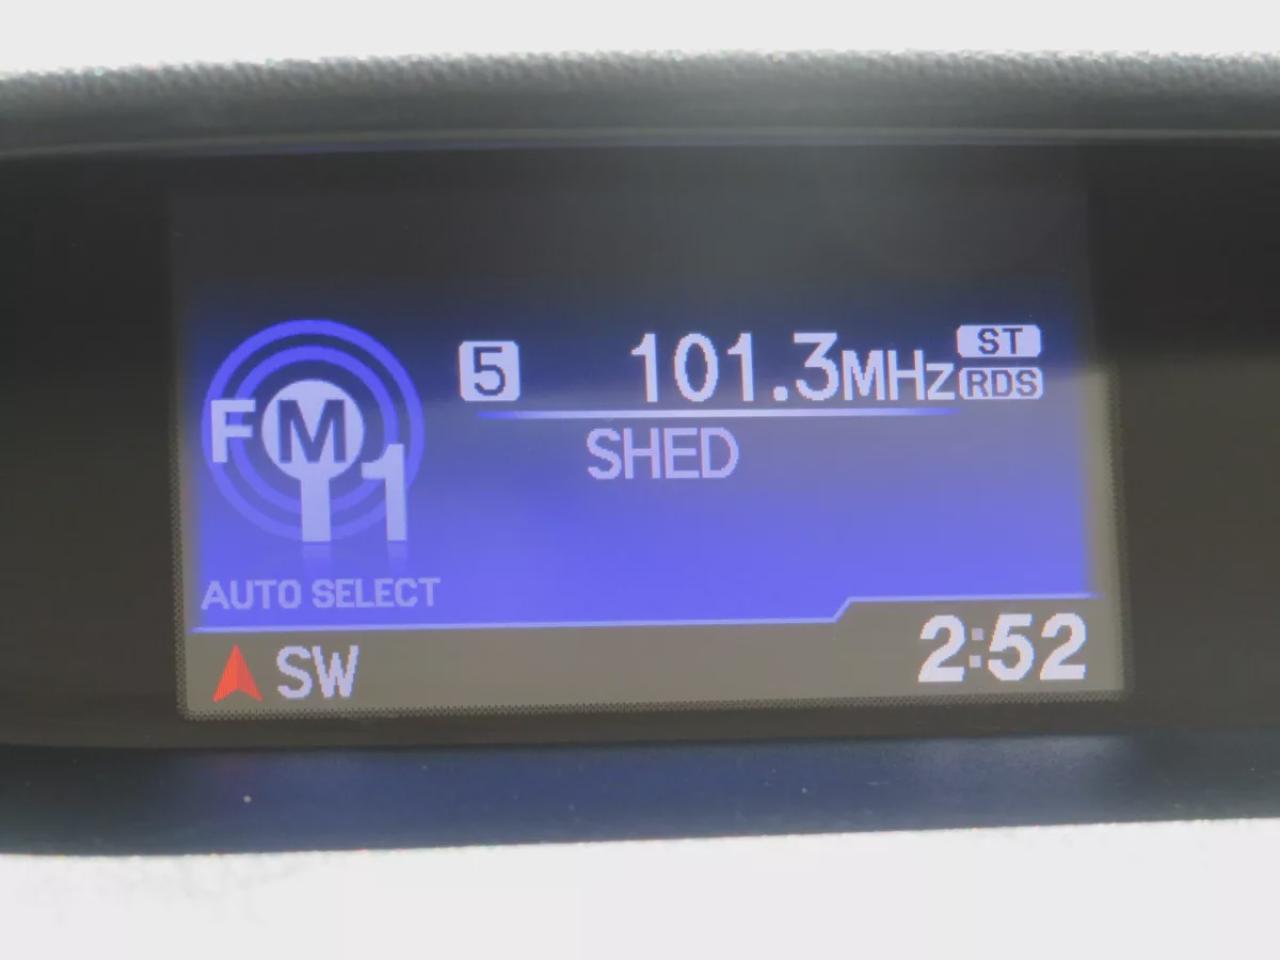 FM1
5 101.3MHz ST
RDS
SHED
AUTO SELECT
SW 2:52